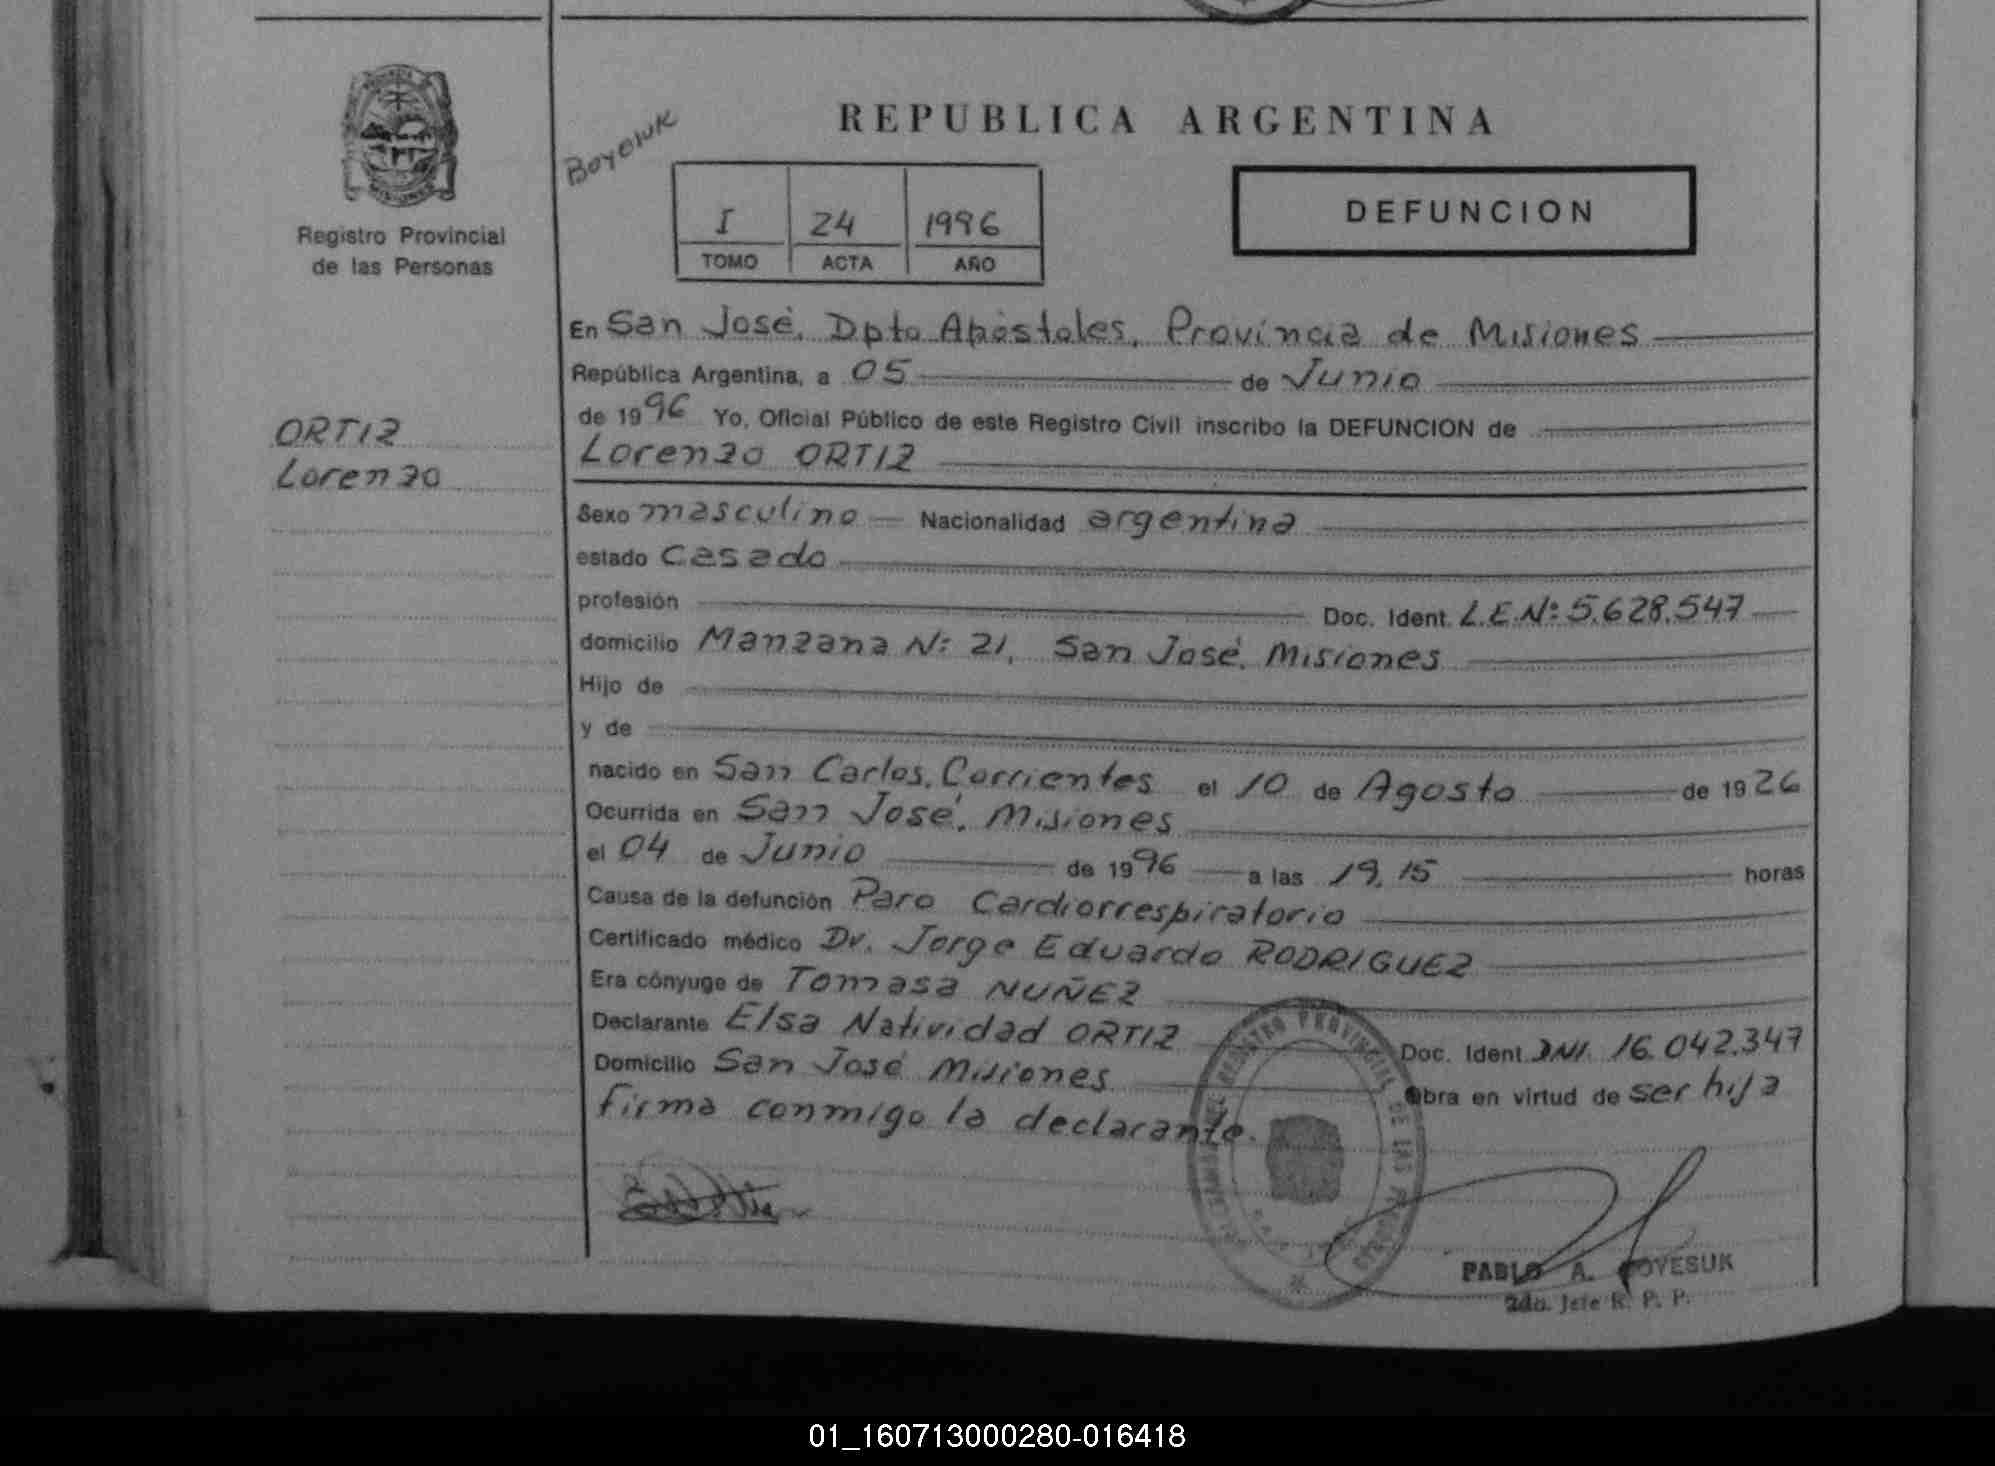 REPUBLICA ARGENTINA
Registro Provincial
de las Personas
I 24 1996
TOMO ACTA AÑO
DEFUNCION
ORTIZ
Lorenzo
En San José, Dpto Apóstoles, Provincia de Misiones
República Argentina, a 05 de Junio
de 1996 Yo, Oficial Público de este Registro Civil inscribo la DEFUNCION de
Lorenzo ORTIZ
Sexo masculino Nacionalidad argentina
estado Casado
profesión Doc. Ident. L.E.Nº: 5.628.547
domicilio Manzana N: 21, San José, Misiones
Hijo de
y de
nacido en San Carlos, Corrientes el 10 de Agosto de 1926
Ocurrida en San José, Misiones
el 04 de Junio de 1996 a las 19,15 horas
Causa de la defunción Paro Cardiorrespiratorio
Certificado médico Dr. Jorge Eduardo RODRIGUEZ
Era cónyuge de Tomasa NUÑEZ
Declarante Elsa Natividad ORTIZ Doc. Ident DNI. 16.042.347
Domicilio San José Misiones Obra en virtud de ser hija
firma conmigo la declarante.
REGISTRO PROVINCIAL DE LAS
PABLO A.
2do. Jefe R. P. P.
01_160713000280-016418